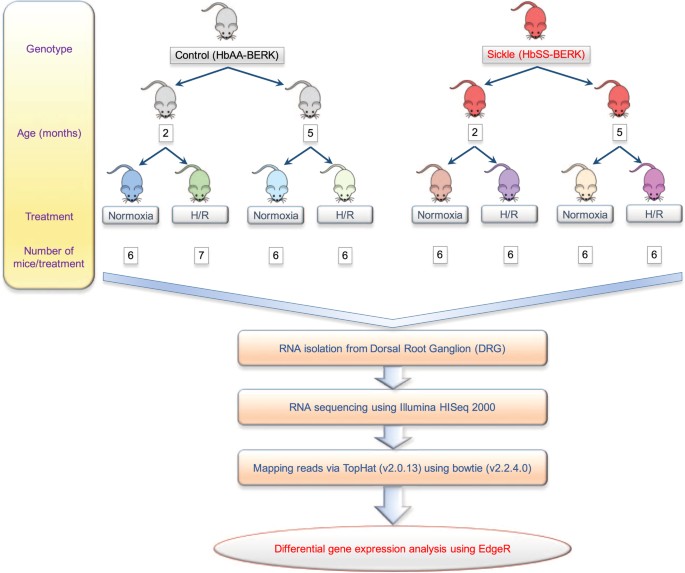 Genotype
Control (HbAA-BERK)
Sickle (HbSS-BERK)
Age (months)
2
5
2
5
Treatment
Normoxia
H/R
Normoxia
H/R
Normoxia
H/R
Normoxia
H/R
Number of
mice/treatment
6
7
6
6
6
6
6
6
RNA isolation from Dorsal Root Ganglion (DRG)
RNA sequencing using Illumina HISeq 2000
Mapping reads via TopHat (v2.0.13) using bowtie (v2.2.4.0)
Differential gene expression analysis using EdgeR